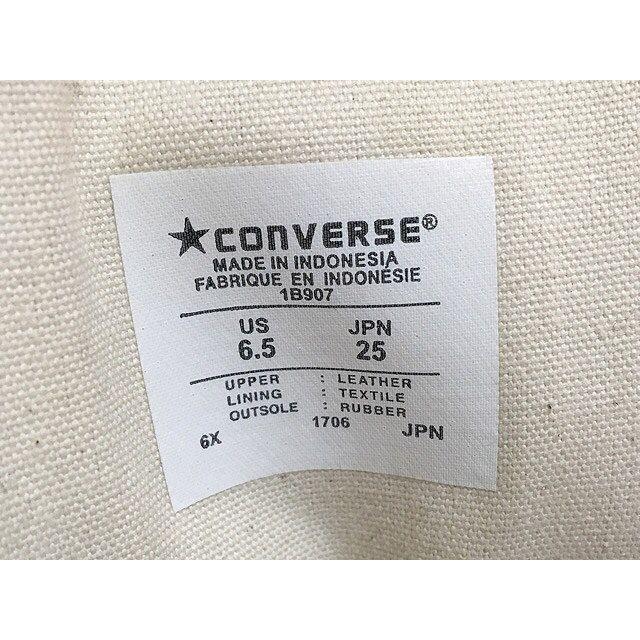 ★CONVERSE®
MADE IN INDONESIA
FABRIQUE EN INDONÉSIE
1B907
US JPN
6.5 25
UPPER : LEATHER
LINING : TEXTILE
OUTSOLE : RUBBER
6X 1706 JPN